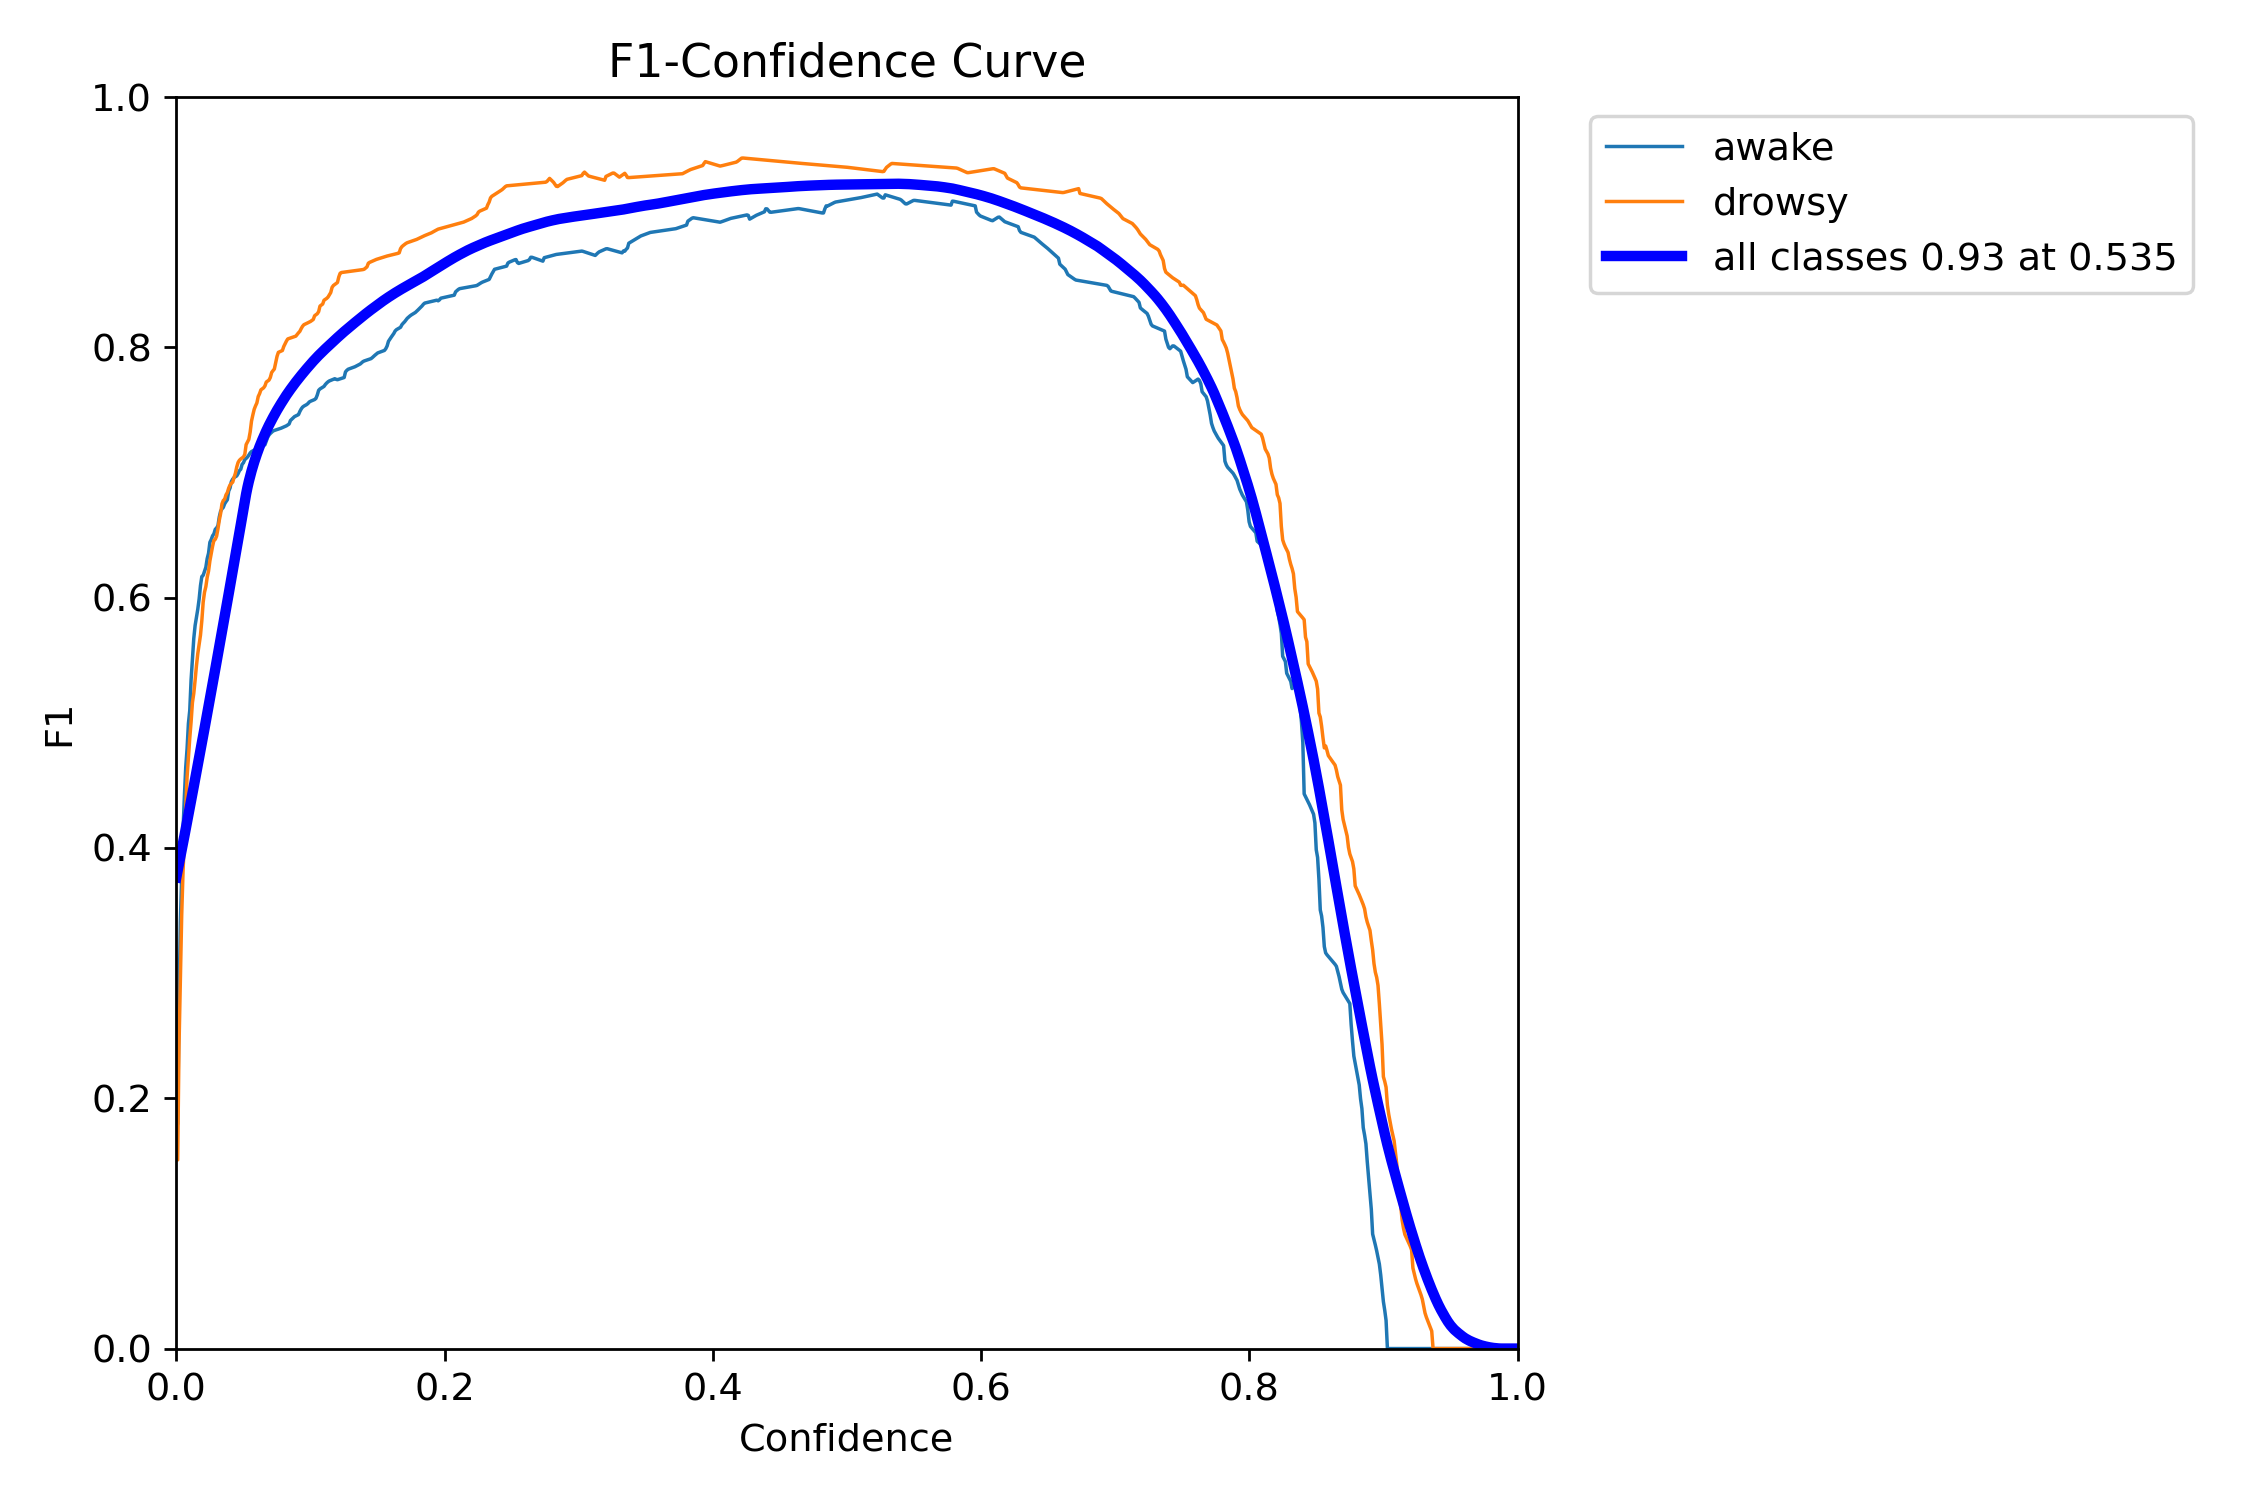 F1-Confidence Curve
1.0
0.8
0.6
0.4
0.2
0.0
F1
0.0 0.2 0.4 0.6 0.8 1.0
Confidence
awake
drowsy
all classes 0.93 at 0.535